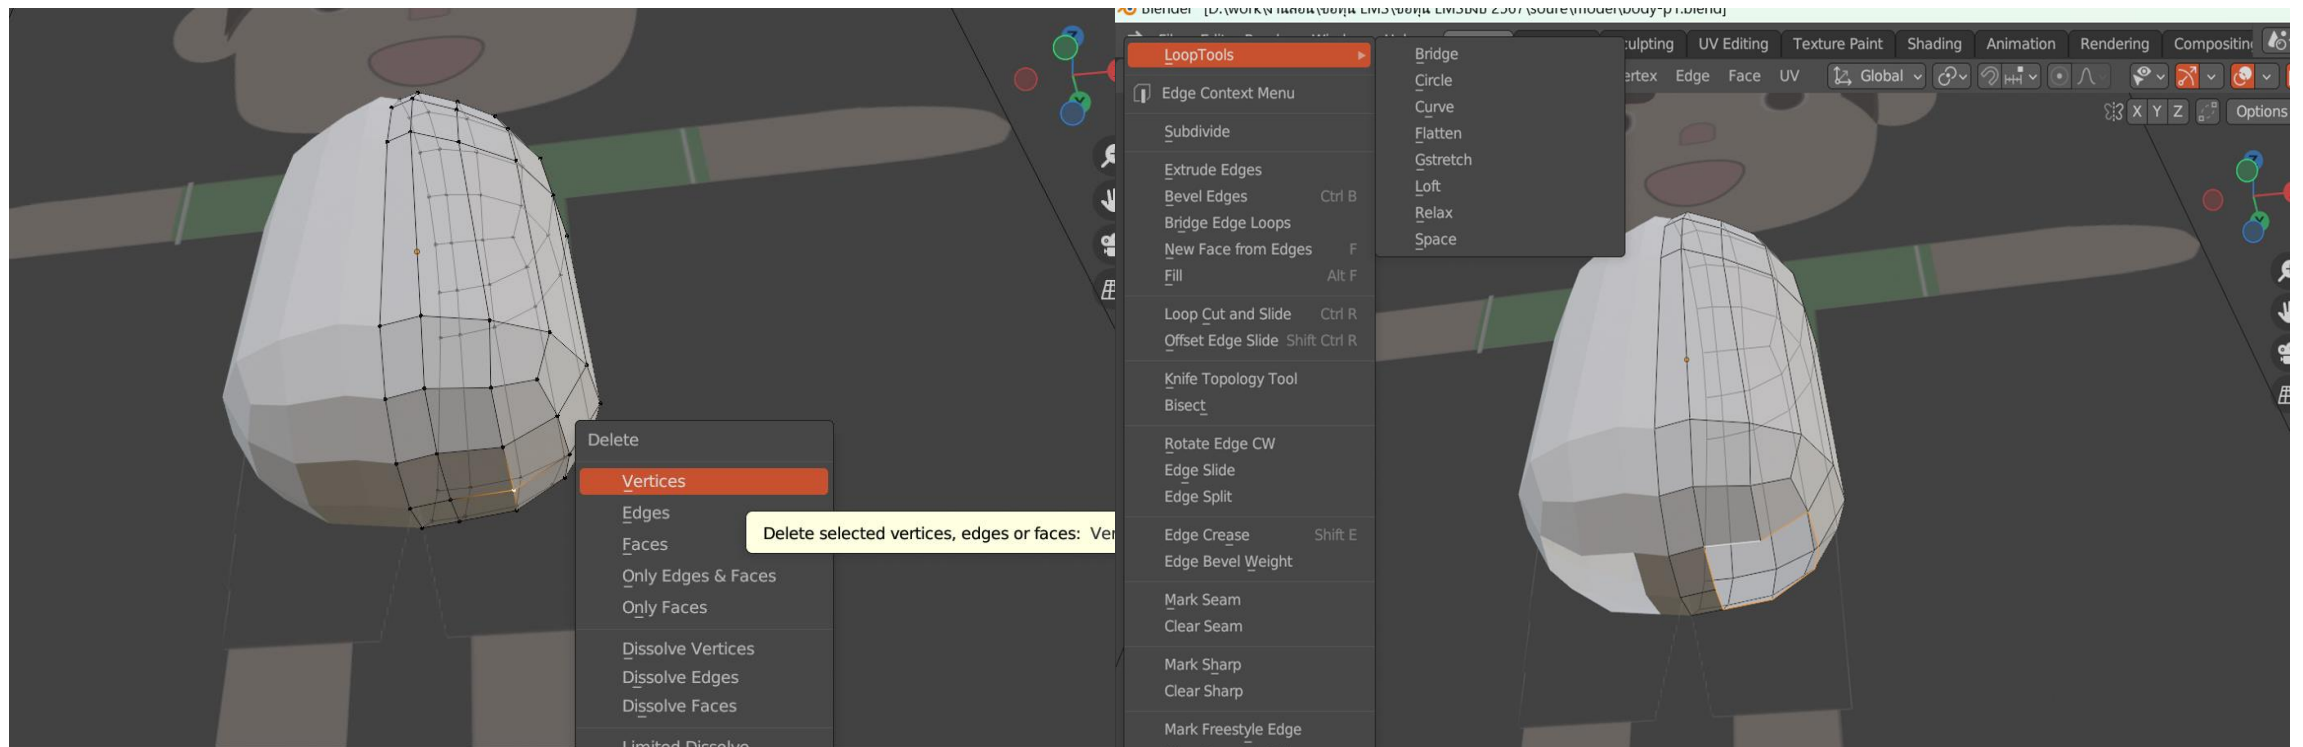 Delete
Vertices
Edges
Faces
Only Edges & Faces
Only Faces
Dissolve Vertices
Dissolve Edges
Dissolve Faces
Limited Dissolve
Delete selected vertices, edges or faces: Ver
UV Editing Texture Paint Shading Animation Rendering
Edge Face UV Global
X Y Z Options
LoopTools
Edge Context Menu
Subdivide
Extrude Edges
Bevel Edges Ctrl B
Bridge Edge Loops
New Face from Edges F
Fill Alt F
Loop Cut and Slide Ctrl R
Offset Edge Slide Shift Ctrl R
Knife Topology Tool
Bisect
Rotate Edge CW
Edge Slide
Edge Split
Edge Crease Shift E
Edge Bevel Weight
Mark Seam
Clear Seam
Mark Sharp
Clear Sharp
Mark Freestyle Edge
Bridge
Circle
Curve
Flatten
Gstretch
Loft
Relax
Space
Z
Y
Z
Y